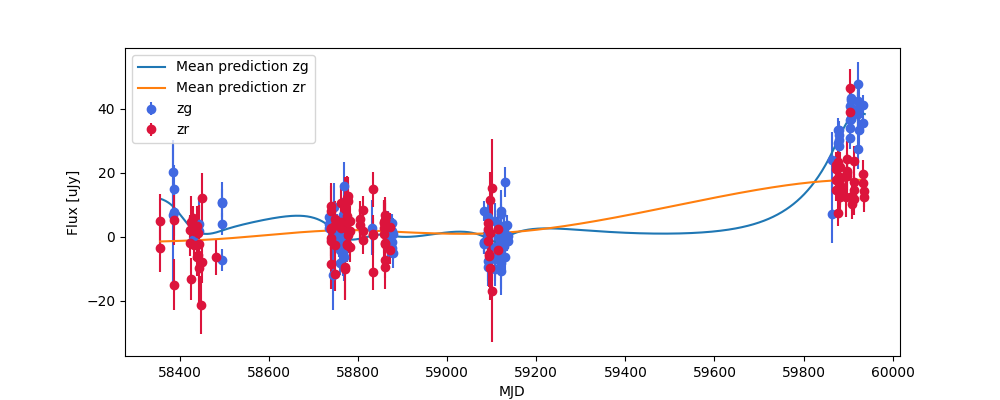 Mean prediction zg
Mean prediction zr
zg
zr
Flux [uJy]
40
20
0
−20
58400 58600 58800 59000 59200 59400 59600 59800 60000
MJD